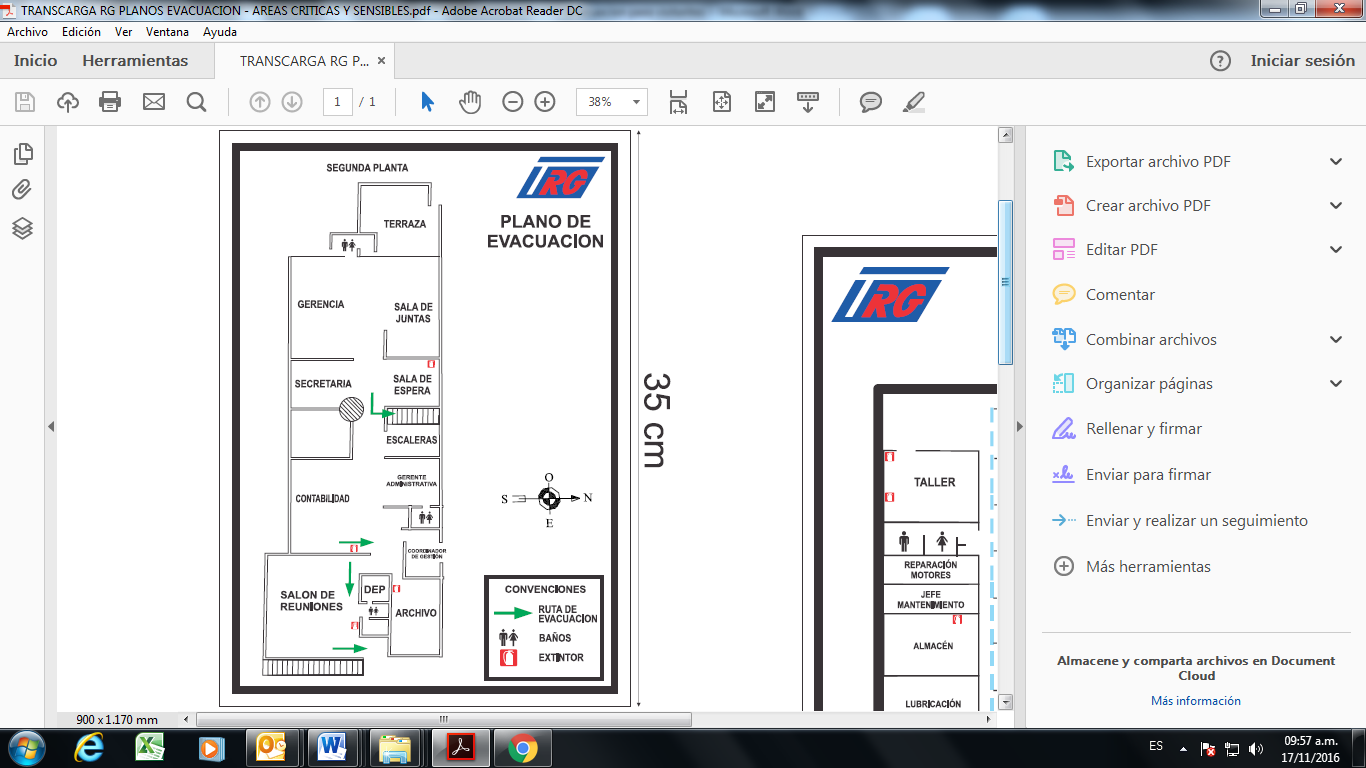 TRANSCARGA RG PLANOS EVACUACION - AREAS CRITICAS Y SENSIBLES.pdf - Adobe Acrobat Reader DC
Archivo Edición Ver Ventana Ayuda
Inicio Herramientas TRANSCARGA RG P... × ? Iniciar sesión
1 / 1 38%
SEGUNDA PLANTA
RG
PLANO DE
EVACUACION
TERRAZA
GERENCIA
SALA DE
JUNTAS
SECRETARIA
SALA DE
ESPERA
ESCALERAS
GERENTE
ADMINISTRATIVA
CONTABILIDAD
COORDINADOR
DE GESTIÓN
SALON DE
REUNIONES
DEP
ARCHIVO
O
S N
E
CONVENCIONES
RUTA DE
EVACUACION
BAÑOS
EXTINTOR
35 cm
RG
TALLER
REPARACIÓN
MOTORES
JEFE
MANTENIMIENTO
ALMACÉN
LUBRICACIÓN
900 x 1.170 mm
Exportar archivo PDF
Crear archivo PDF
Editar PDF
Comentar
Combinar archivos
Organizar páginas
Rellenar y firmar
Enviar para firmar
Enviar y realizar un seguimiento
Más herramientas
Almacene y comparta archivos en Document
Cloud
Más información
ES
09:57 a.m.
17/11/2016